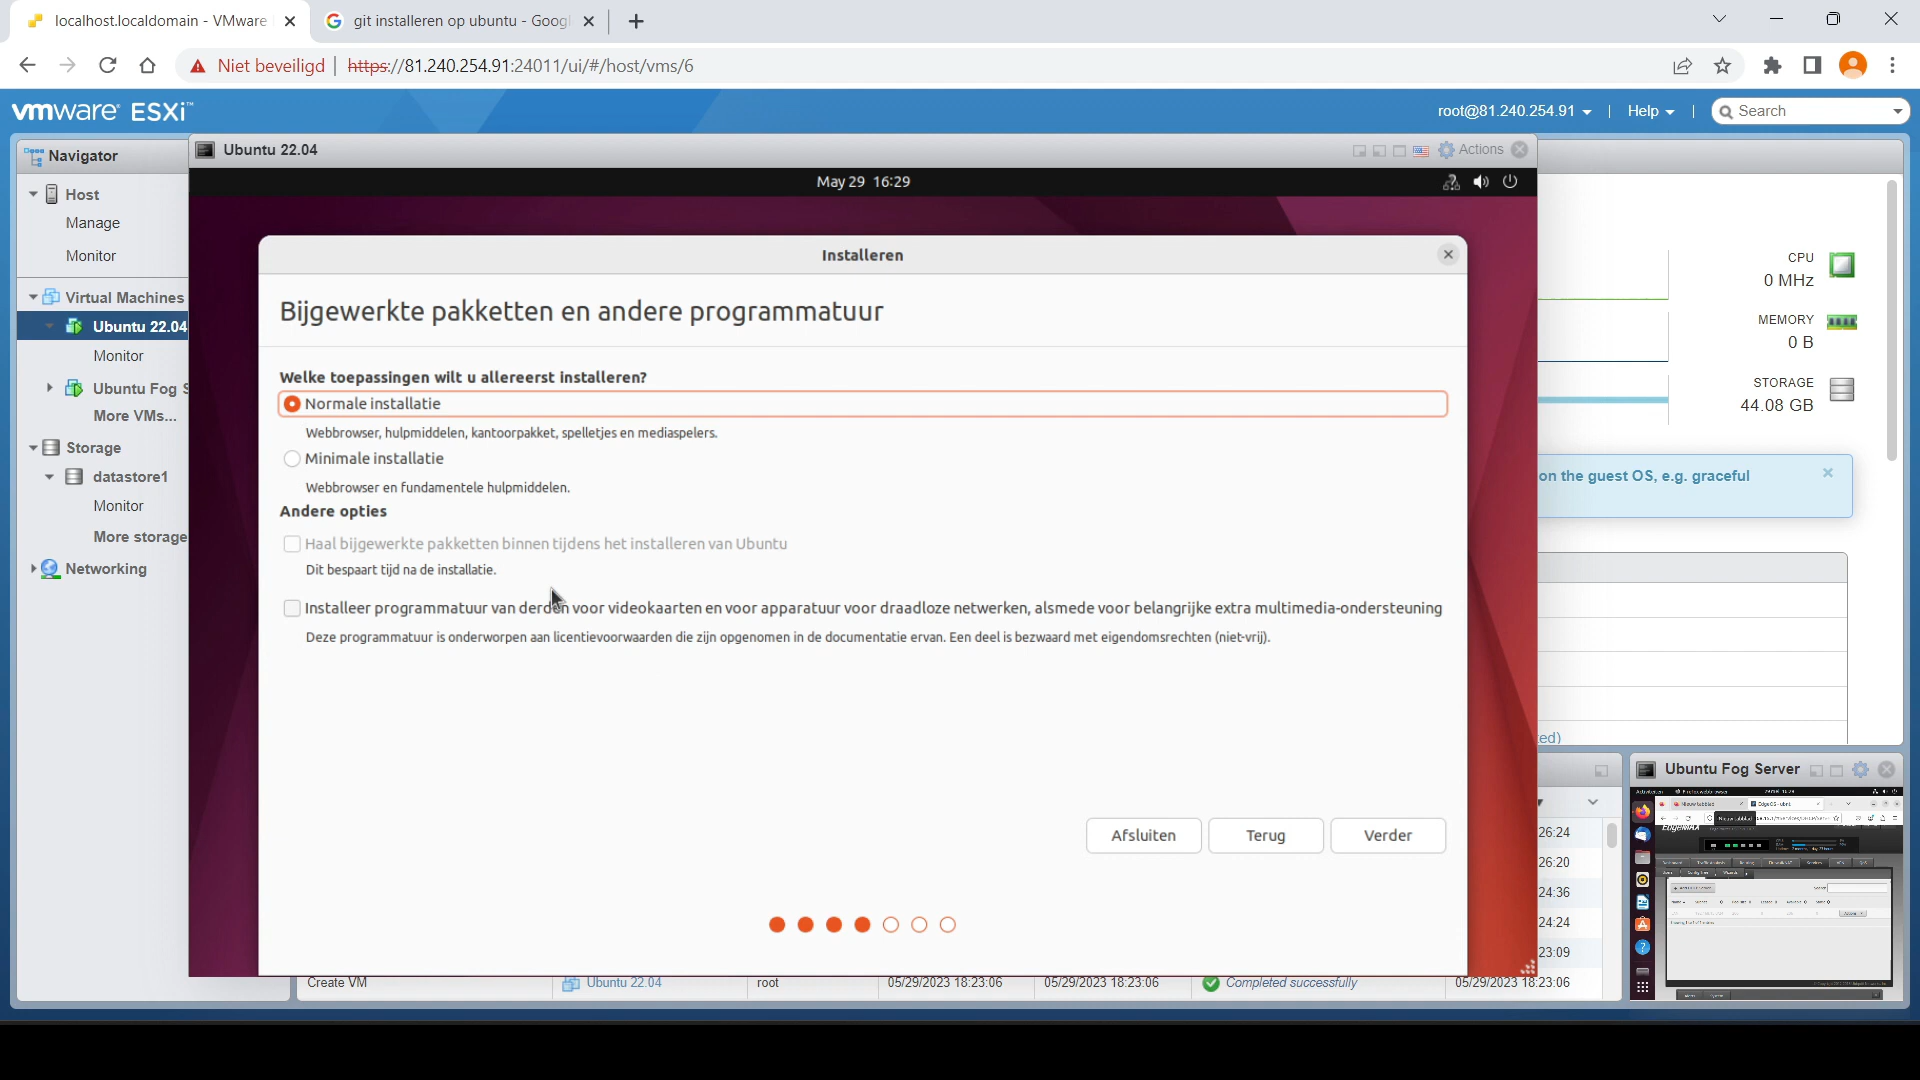 localhost.localdomain - VMware
git installeren op ubuntu - Goog
Niet beveiligd
https://81.240.254.91:24011/ui/#/host/vms/6
vmware ESXi™
root@81.240.254.91
Help
Search
Navigator
Host
Manage
Monitor
Virtual Machines
Ubuntu 22.04
Monitor
Ubuntu Fog S
More VMs...
Storage
datastore1
Monitor
More storage
Networking
Ubuntu 22.04
Actions
May 29 16:29
Installeren
Bijgewerkte pakketten en andere programmatuur
Welke toepassingen wilt u allereerst installeren?
Normale installatie
Webbrowser, hulpmiddelen, kantoorpakket, spelletjes en mediaspelers.
Minimale installatie
Webbrowser en fundamentele hulpmiddelen.
Andere opties
Haal bijgewerkte pakketten binnen tijdens het installeren van Ubuntu
Dit bespaart tijd na de installatie.
Installeer programmatuur van derden voor videokaarten en voor apparatuur voor draadloze netwerken, alsmede voor belangrijke extra multimedia-ondersteuning
Deze programmatuur is onderworpen aan licentievoorwaarden die zijn opgenomen in de documentatie ervan. Een deel is bezwaard met eigendomsrechten (niet-vrij).
Afsluiten
Terug
Verder
CPU
0 MHz
MEMORY
0 B
STORAGE
44.08 GB
on the guest OS, e.g. graceful
ed)
26:24
26:20
24:36
24:24
23:09
Create VM
Ubuntu 22.04
root
05/29/2023 18:23:06
05/29/2023 18:23:06
Completed successfully
05/29/2023 18:23:06
Ubuntu Fog Server